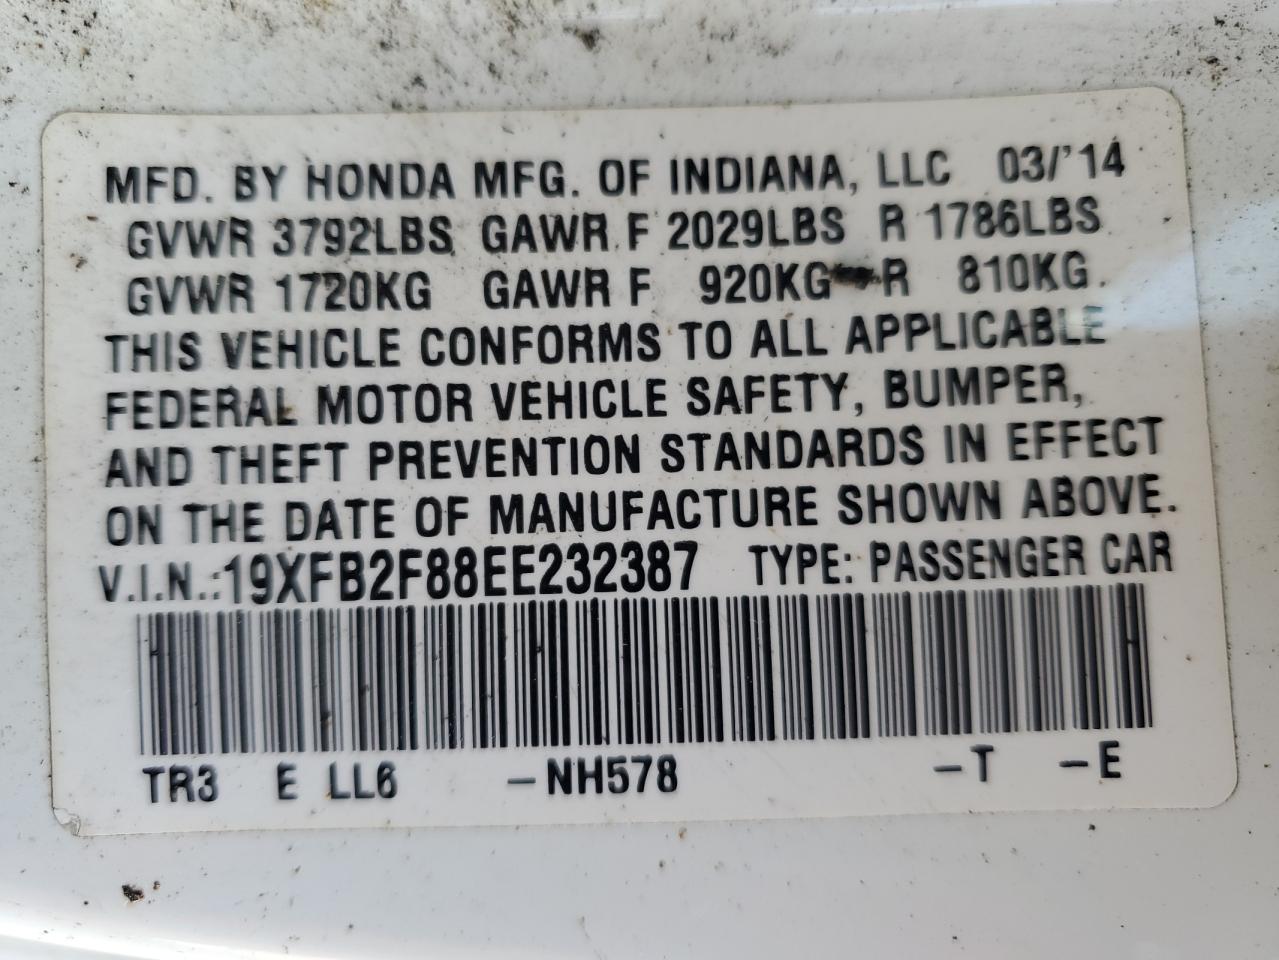 MFD. BY HONDA MFG. OF INDIANA, LLC 03/'14
GVWR 3792LBS GAWR F 2029LBS R 1786LBS
GVWR 1720KG GAWR F 920KG R 810KG
THIS VEHICLE CONFORMS TO ALL APPLICABLE
FEDERAL MOTOR VEHICLE SAFETY, BUMPER,
AND THEFT PREVENTION STANDARDS IN EFFECT
ON THE DATE OF MANUFACTURE SHOWN ABOVE.
V.I.N.:19XFB2F88EE232387 TYPE: PASSENGER CAR
TR3 E LL6 -NH578 -T -E